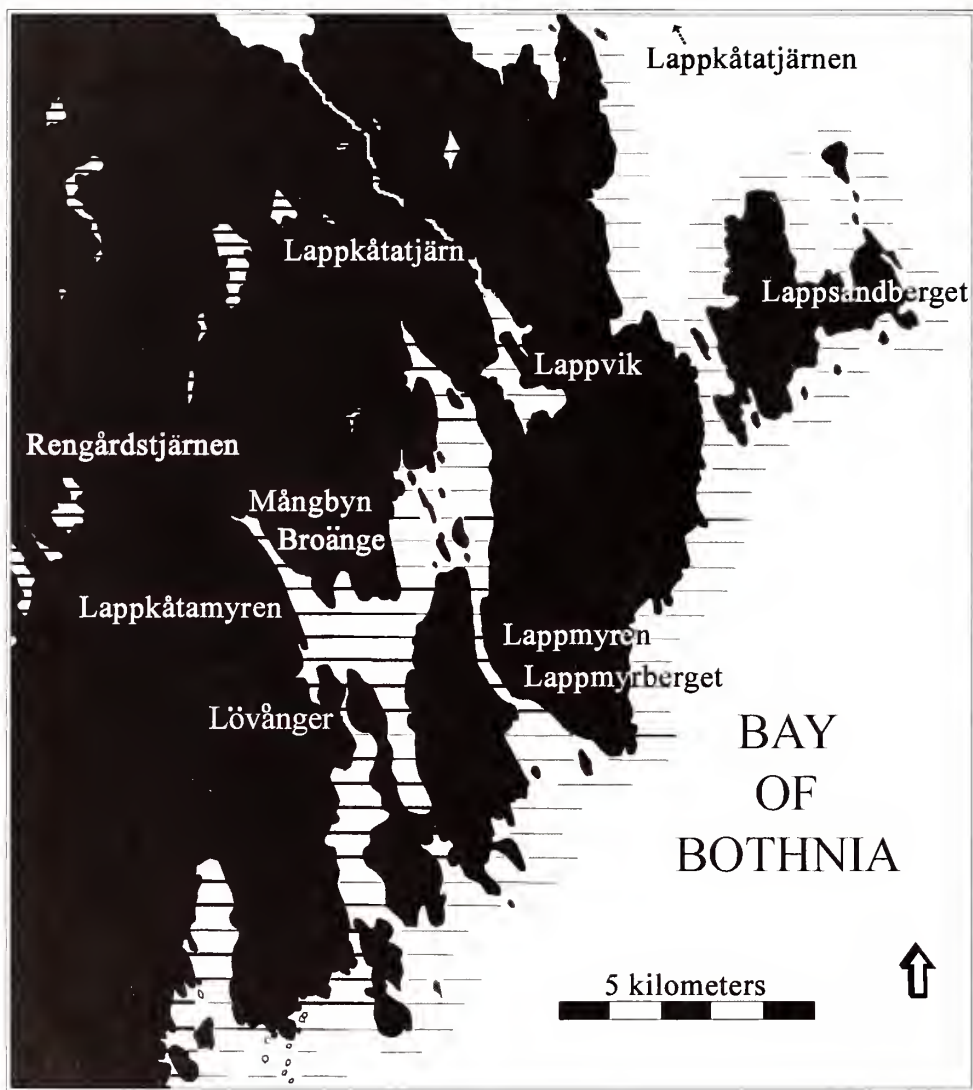 Lappkåtatjärnen
Lappkåtatjärn
Lappsandberget
Lappvik
Rengårdstjärnen
Mångbyn
Broänge
Lappkåtamyren
Lappmyren
Lappmyrberget
Lövånger
BAY
OF
BOTHNIA
5 kilometers